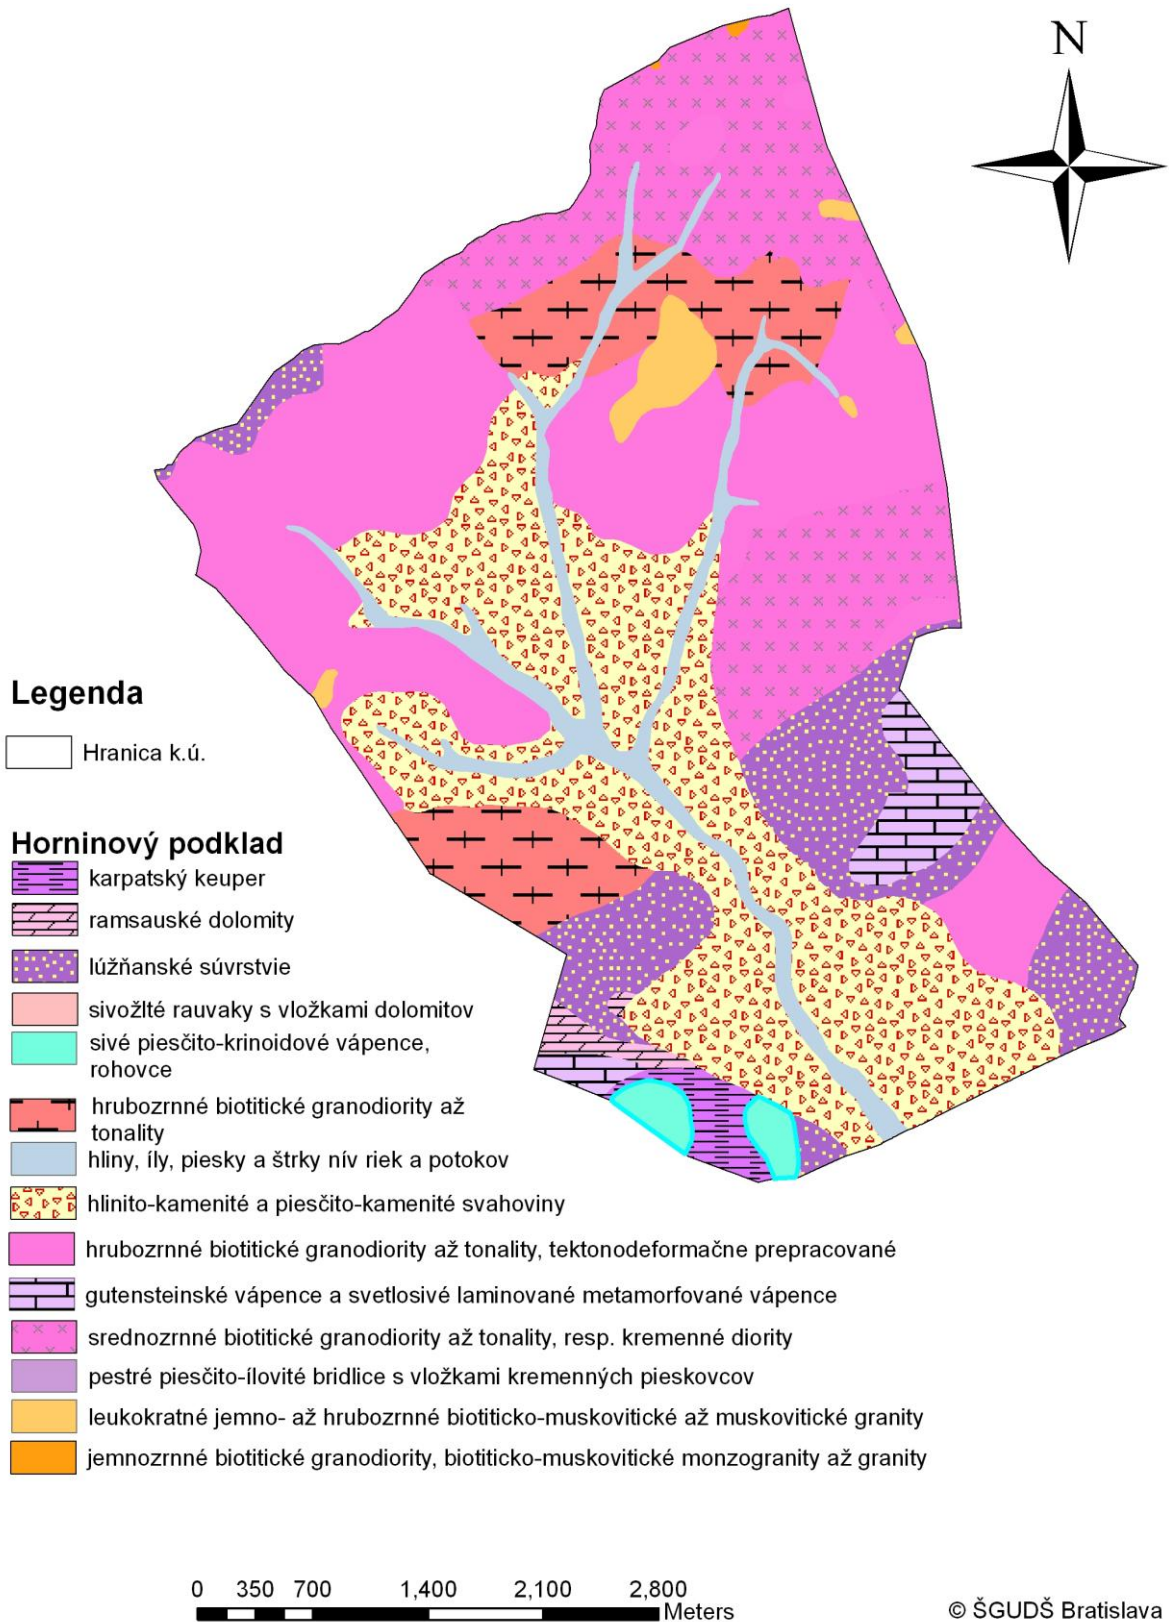 N
Legenda
Hranica k.ú.
Horninový podklad
karpatský keuper
ramsauské dolomity
lúžňanské súvrstvie
sivožlté rauvaky s vložkami dolomitov
sivé piesčito-krinoidové vápence,
rohovce
hrubozrnné biotitické granodiority až
tonality
hliny, íly, piesky a štrky nív riek a potokov
hlinito-kamenité a piesčito-kamenité svahoviny
hrubozrnné biotitické granodiority až tonality, tektonodeformačne prepracované
gutensteinské vápence a svetlosivé laminované metamorfované vápence
srednozrnné biotitické granodiority až tonality, resp. kremenné diority
pestré piesčito-ílovité bridlice s vložkami kremenných pieskovcov
leukokratné jemno- až hrubozrnné biotiticko-muskovitické až muskovitické granity
jemnozrnné biotitické granodiority, biotiticko-muskovitické monzogranity až granity
0 350 700 1,400 2,100 2,800
Meters
© ŠGUDŠ Bratislava